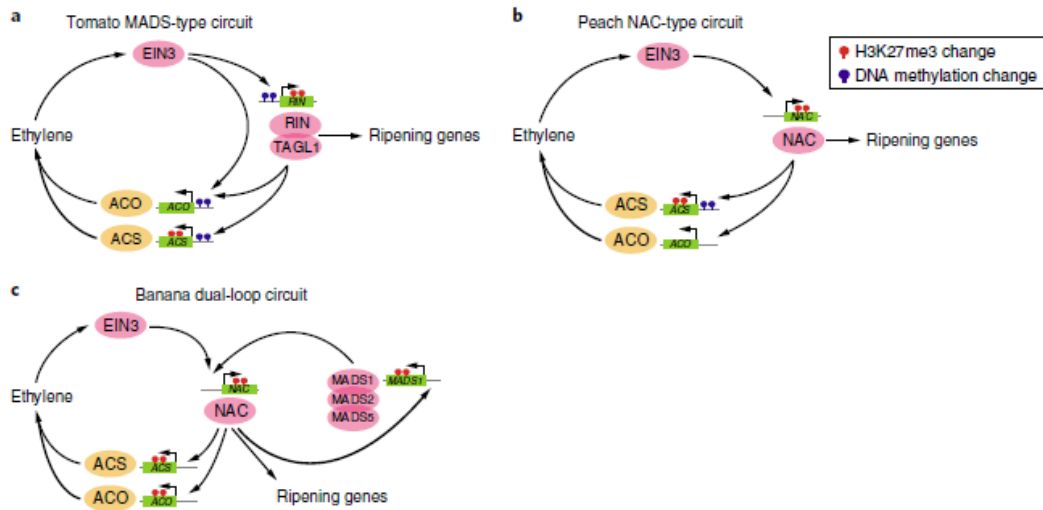 a
Tomato MADS-type circuit
EIN3
RIN
RIN
TAGL1
Ripening genes
Ethylene
ACO
ACO
ACS
ACS
b
Peach NAC-type circuit
EIN3
H3K27me3 change
DNA methylation change
NAC
NAC
Ripening genes
Ethylene
ACS
ACS
ACO
ACO
c
Banana dual-loop circuit
EIN3
NAC
NAC
MADS1
MADS1
MADS2
MADS5
Ethylene
ACS
ACS
ACO
ACO
Ripening genes